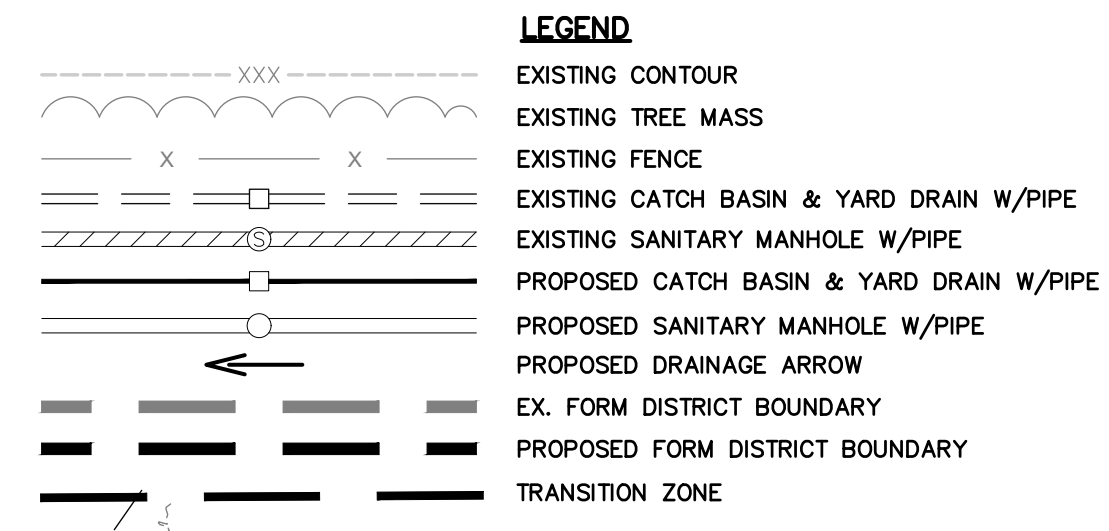 LEGEND
XXX EXISTING CONTOUR
EXISTING TREE MASS
X X EXISTING FENCE
EXISTING CATCH BASIN & YARD DRAIN W/PIPE
S EXISTING SANITARY MANHOLE W/PIPE
PROPOSED CATCH BASIN & YARD DRAIN W/PIPE
PROPOSED SANITARY MANHOLE W/PIPE
PROPOSED DRAINAGE ARROW
EX. FORM DISTRICT BOUNDARY
PROPOSED FORM DISTRICT BOUNDARY
TRANSITION ZONE